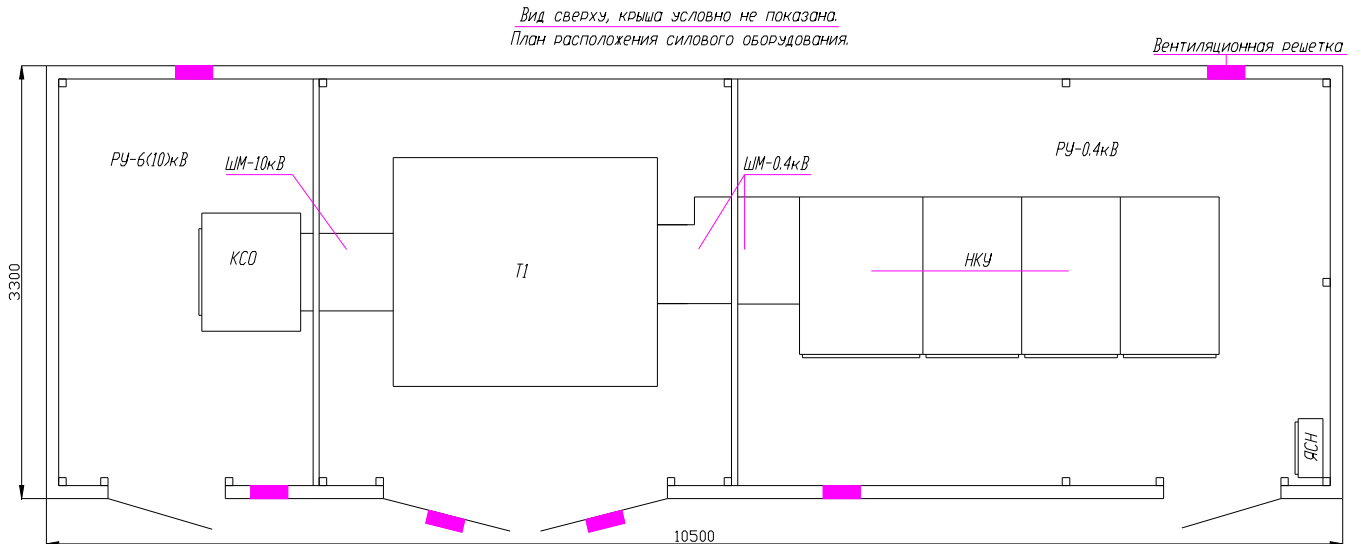 Вид сверху, крыша условно не показана.
План расположения силового оборудования.
Вентиляционная решетка
РУ-6(10)кВ
ШМ-10кВ
ШМ-0.4кВ
РУ-0.4кВ
КСО
Т1
НКУ
3300
ЯСН
10500